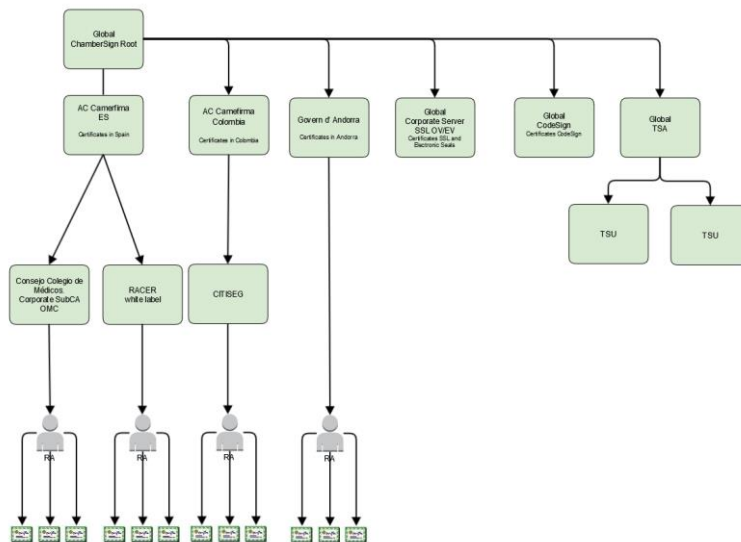 Global
ChamberSign Root
AC Camerfirma
ES
Certificates in Spain
AC Camerfirma
Colombia
Certificates in Colombia
Govern d' Andorra
Certificates in Andorra
Global
Corporate Server
SSL OV/EV
Certificates SSL and
Electronic Seals
Global
CodeSign
Certificates CodeSign
Global
TSA
TSU
TSU
Consejo Colegio de
Médicos.
Corporate SubCA
OMC
RACER
white label
CITISEG
RA
RA
RA
RA